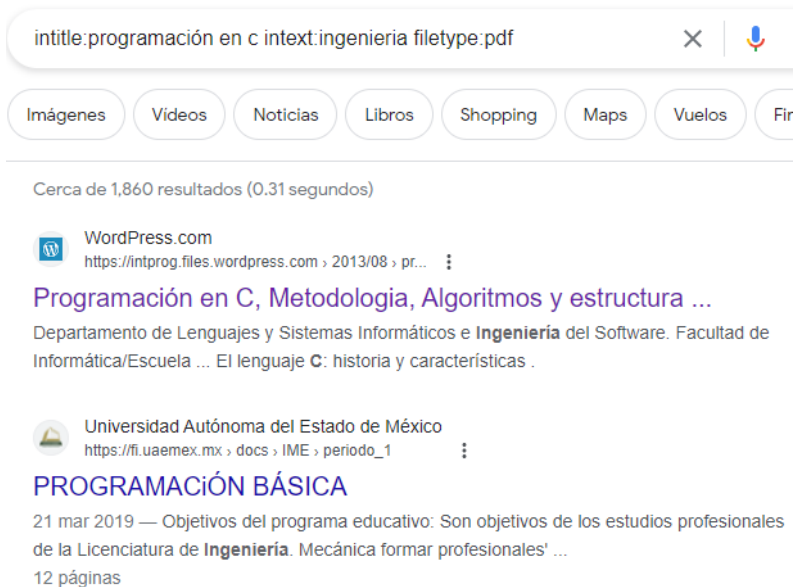 intitle:programación en c intext:ingenieria filetype:pdf
Imágenes Vídeos Noticias Libros Shopping Maps Vuelos Fin
Cerca de 1,860 resultados (0.31 segundos)
WordPress.com
https://intprog.files.wordpress.com › 2013/08 › pr...
Programación en C, Metodologia, Algoritmos y estructura ...
Departamento de Lenguajes y Sistemas Informáticos e Ingeniería del Software. Facultad de
Informática/Escuela ... El lenguaje C: historia y características .
Universidad Autónoma del Estado de México
https://fi.uaemex.mx › docs › IME › periodo_1
PROGRAMACiÓN BÁSICA
21 mar 2019 — Objetivos del programa educativo: Son objetivos de los estudios profesionales
de la Licenciatura de Ingeniería. Mecánica formar profesionales' ...
12 páginas